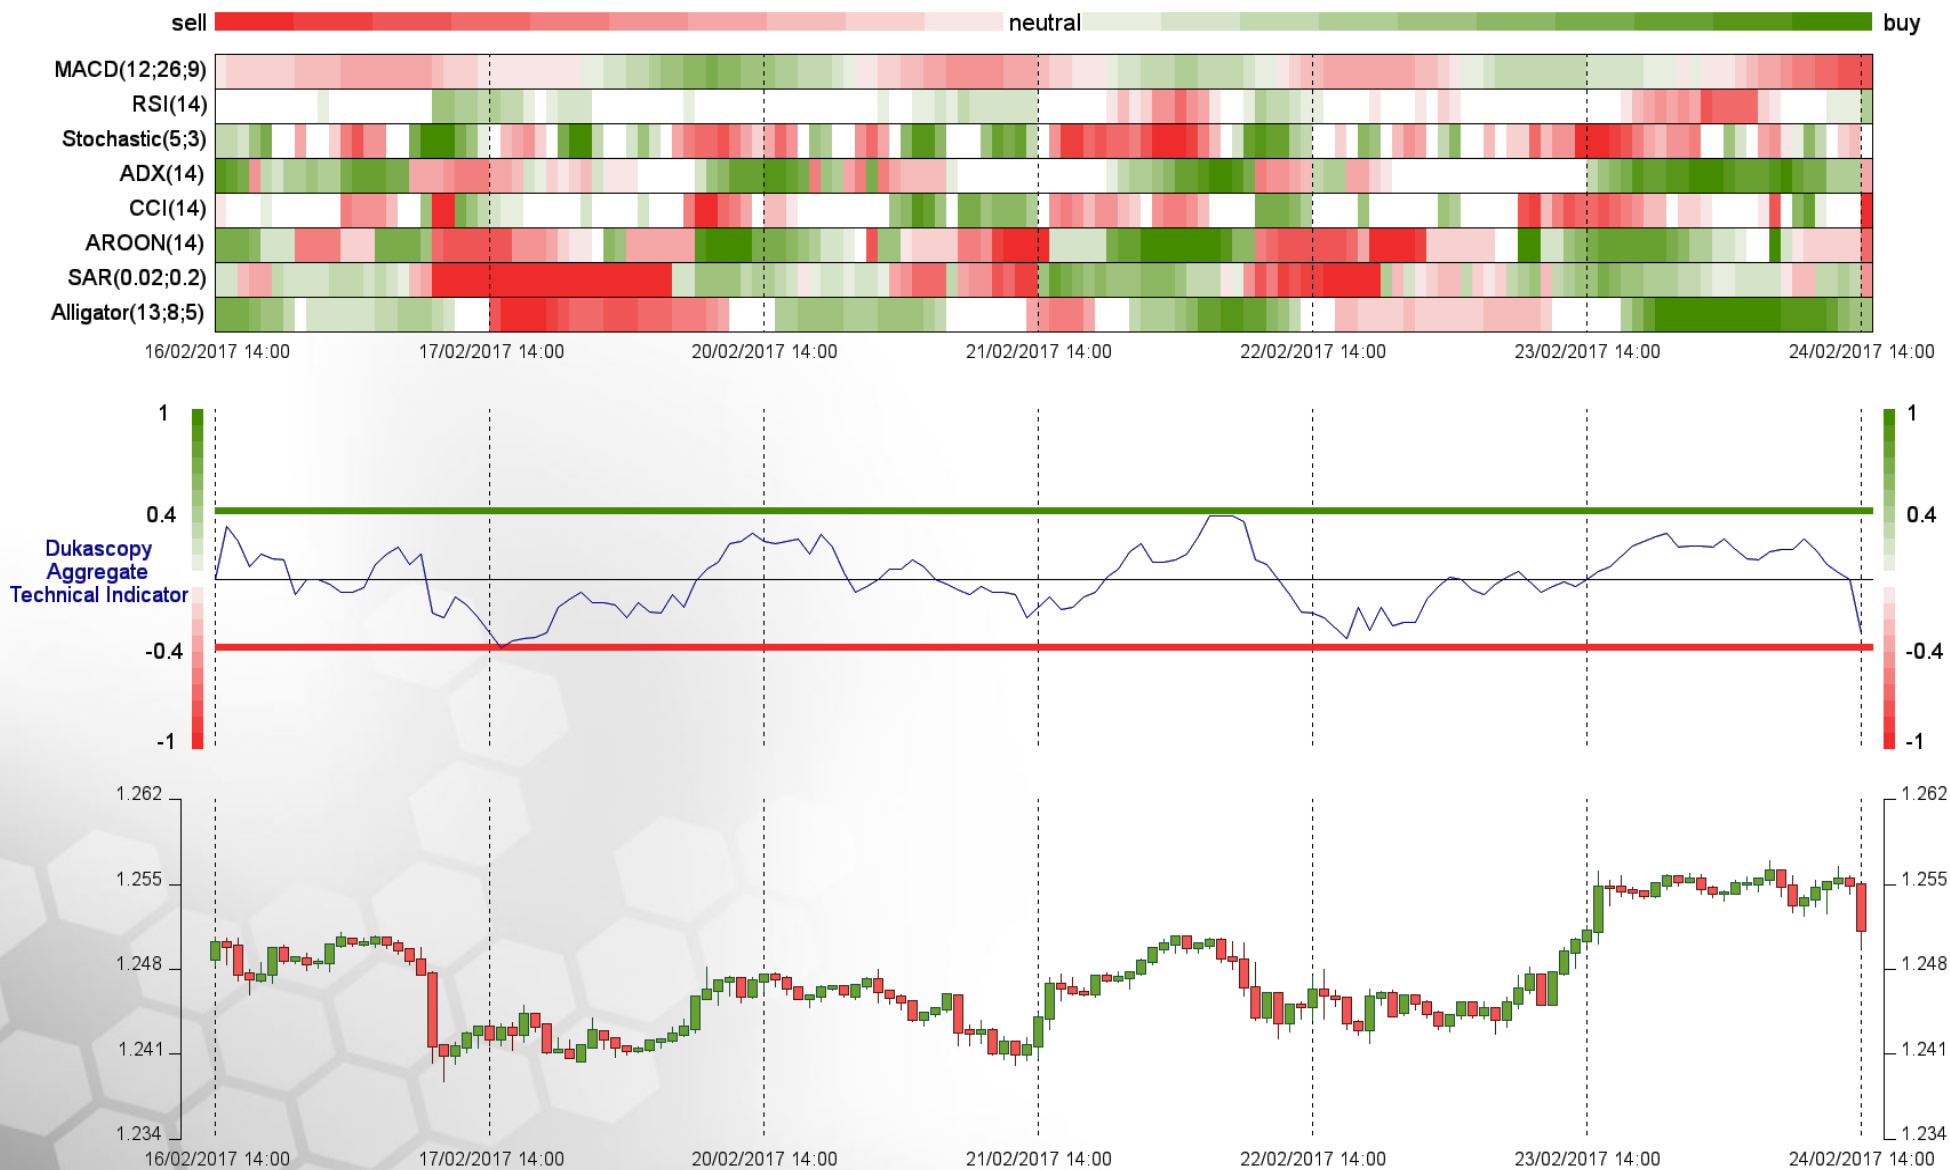 sell neutral buy
MACD(12;26;9)
RSI(14)
Stochastic(5;3)
ADX(14)
CCI(14)
AROON(14)
SAR(0.02;0.2)
Alligator(13;8;5)
16/02/2017 14:00 17/02/2017 14:00 20/02/2017 14:00 21/02/2017 14:00 22/02/2017 14:00 23/02/2017 14:00 24/02/2017 14:00
1 1
0.4 0.4
Dukascopy
Aggregate
Technical Indicator
-0.4 -0.4
-1 -1
1.262 1.262
1.255 1.255
1.248 1.248
1.241 1.241
1.234 1.234
16/02/2017 14:00 17/02/2017 14:00 20/02/2017 14:00 21/02/2017 14:00 22/02/2017 14:00 23/02/2017 14:00 24/02/2017 14:00